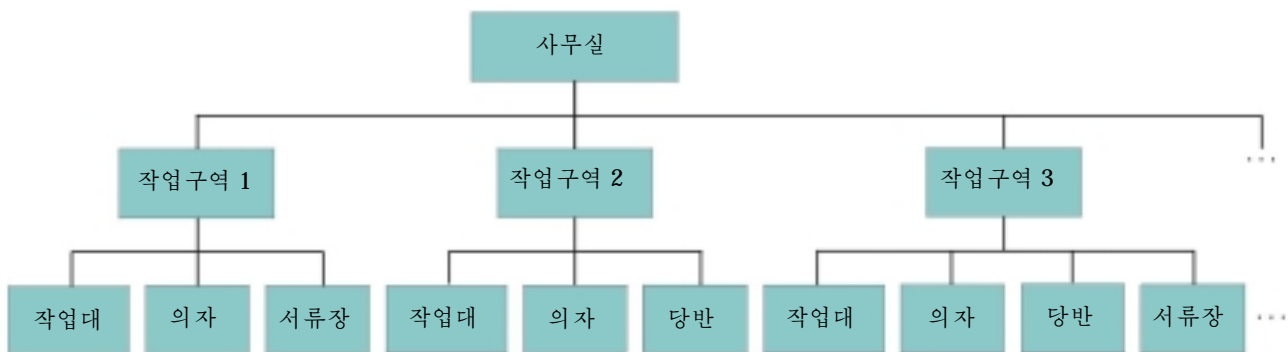 사무실
작업구역 1
작업구역 2
작업구역 3
...
작업대
의자
서류장
작업대
의자
당반
작업대
의자
당반
서류장
...